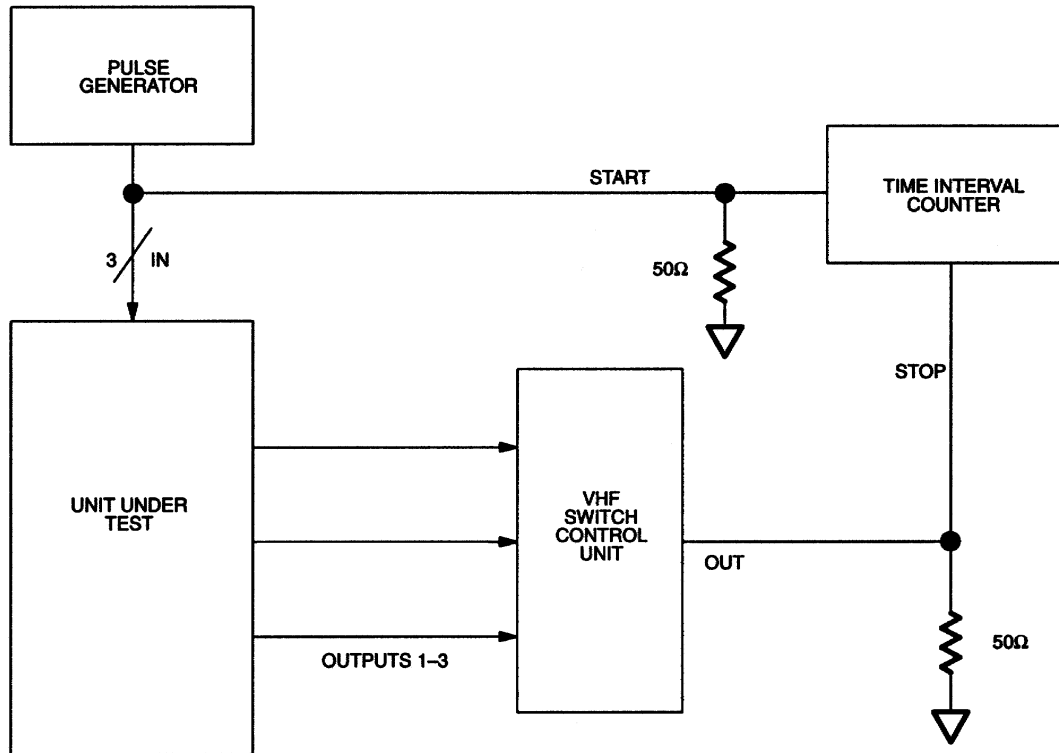 PULSE
GENERATOR
START
TIME INTERVAL
COUNTER
3 IN
50Ω
STOP
UNIT UNDER
TEST
VHF
SWITCH
CONTROL
UNIT
OUT
OUTPUTS 1–3
50Ω